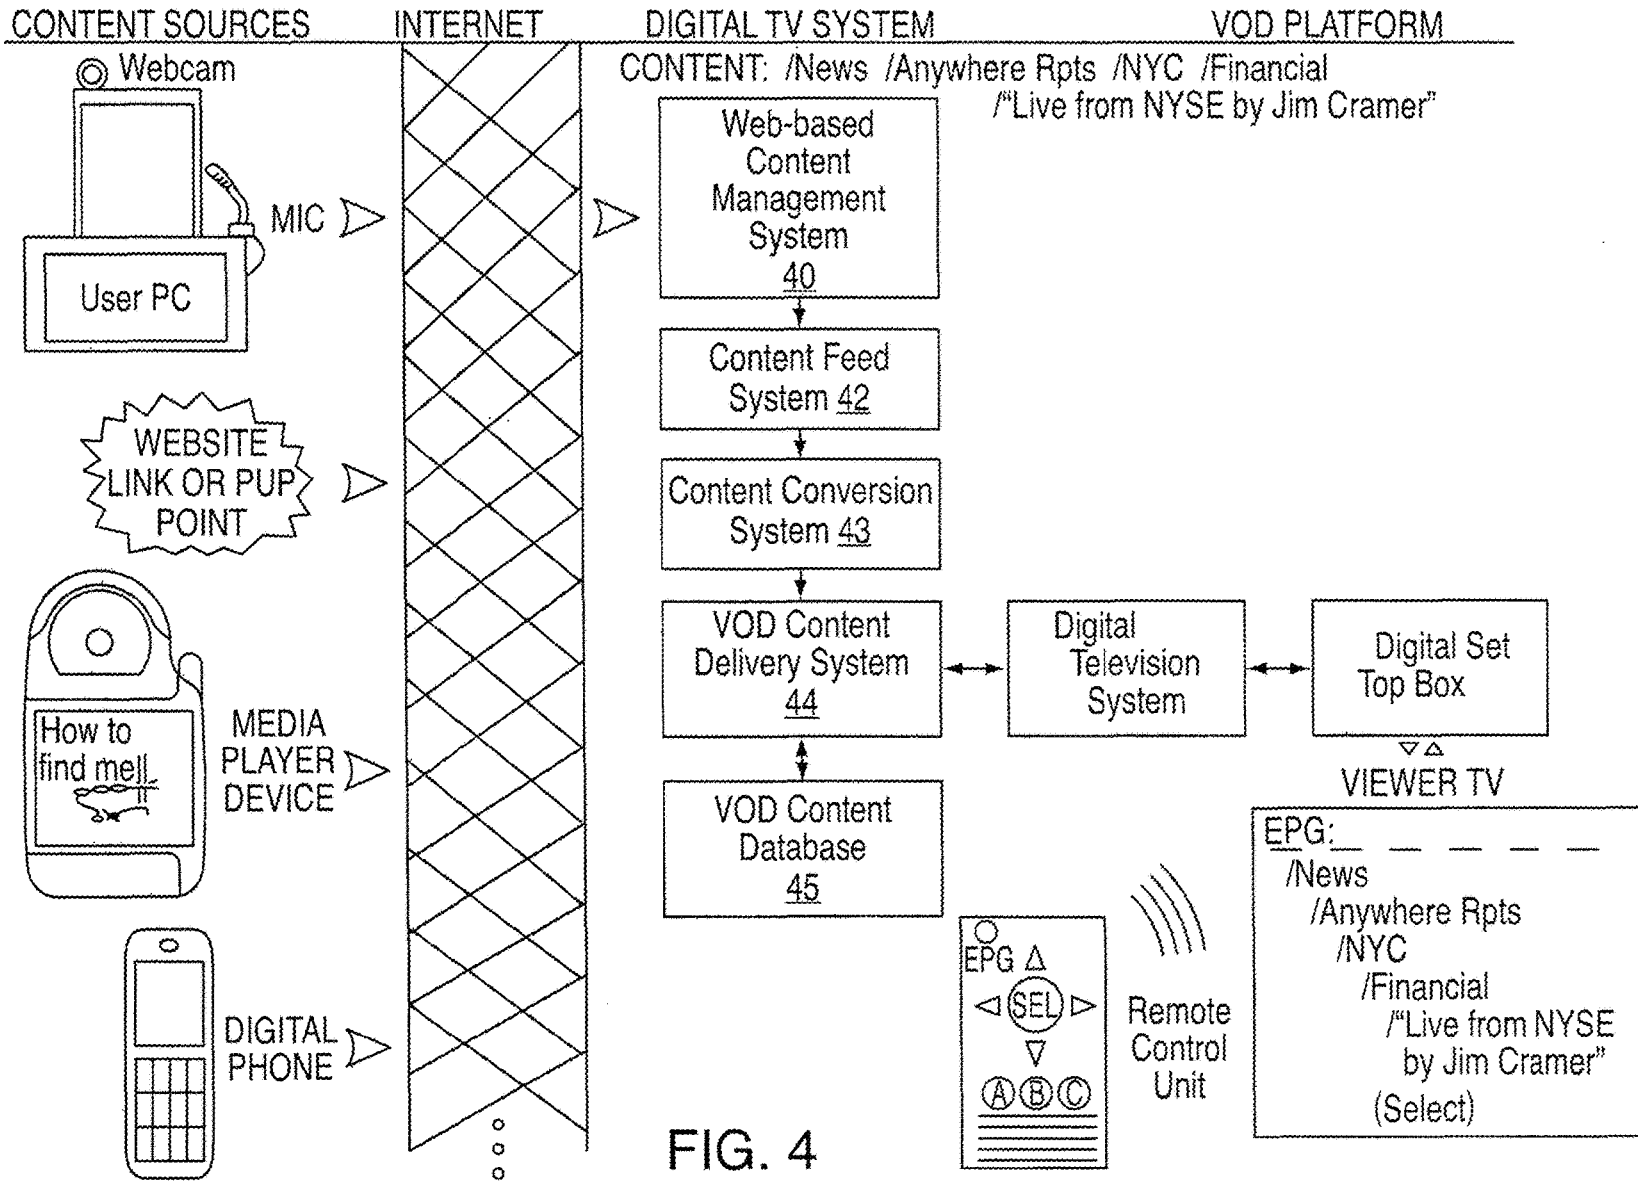 CONTENT SOURCES
INTERNET
DIGITAL TV SYSTEM
VOD PLATFORM
Webcam
CONTENT: /News /Anywhere Rpts /NYC /Financial
/"Live from NYSE by Jim Cramer"
MIC
User PC
Web-based
Content
Management
System
40
Content Feed
System 42
WEBSITE
LINK OR PUP
POINT
Content Conversion
System 43
VOD Content
Delivery System
44
Digital
Television
System
Digital Set
Top Box
How to
find me!!
MEDIA
PLAYER
DEVICE
VIEWER TV
VOD Content
Database
45
EPG:
/News
/Anywhere Rpts
/NYC
/Financial
/"Live from NYSE
by Jim Cramer"
(Select)
EPG
SEL
A B C
Remote
Control
Unit
DIGITAL
PHONE
FIG. 4